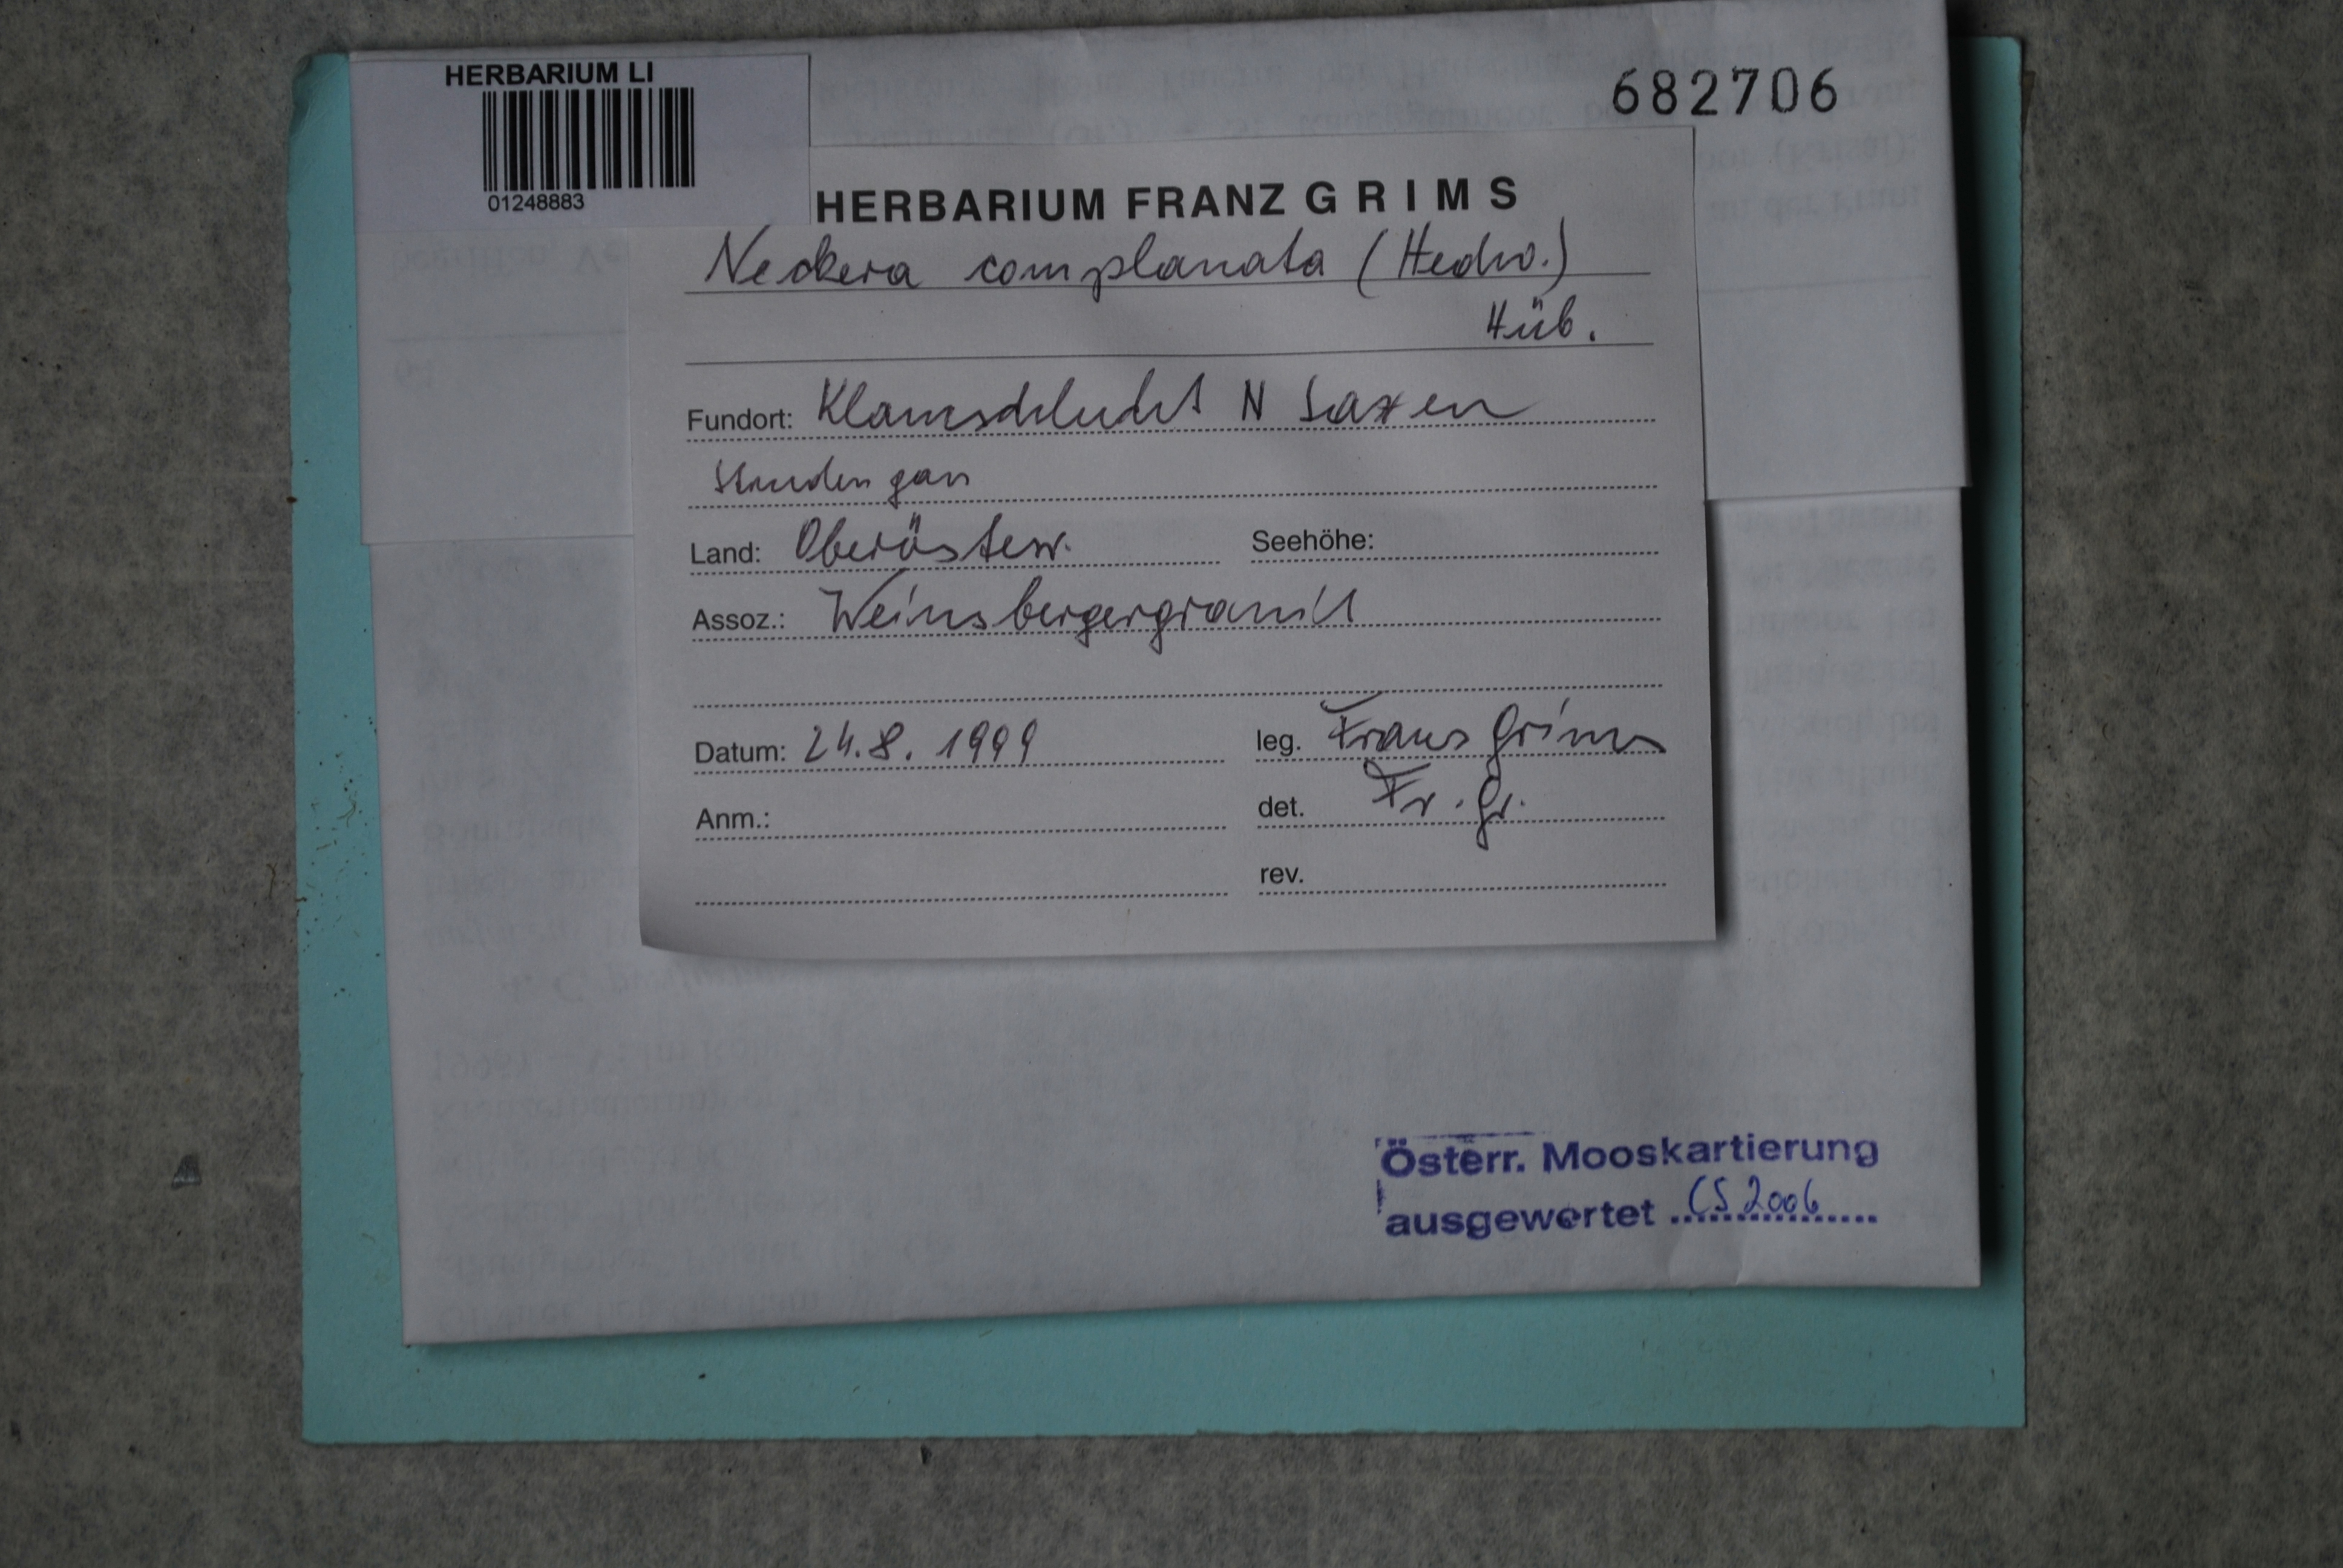 HERBARIUM LI
01248883
682706
HERBARIUM FRANZ GRIMS
Neckera complanata (Hedw.)
Hüb.
Fundort: Klamschlucht N Saxen
Strudengau
Land: Oberösterr. Seehöhe:
Assoz.: Weinsbergergranit
Datum: 24.8.1999 leg. Franz Grims
Anm.: det. Fr. Gr.
rev.
Österr. Mooskartierung
ausgewertet CS 2006